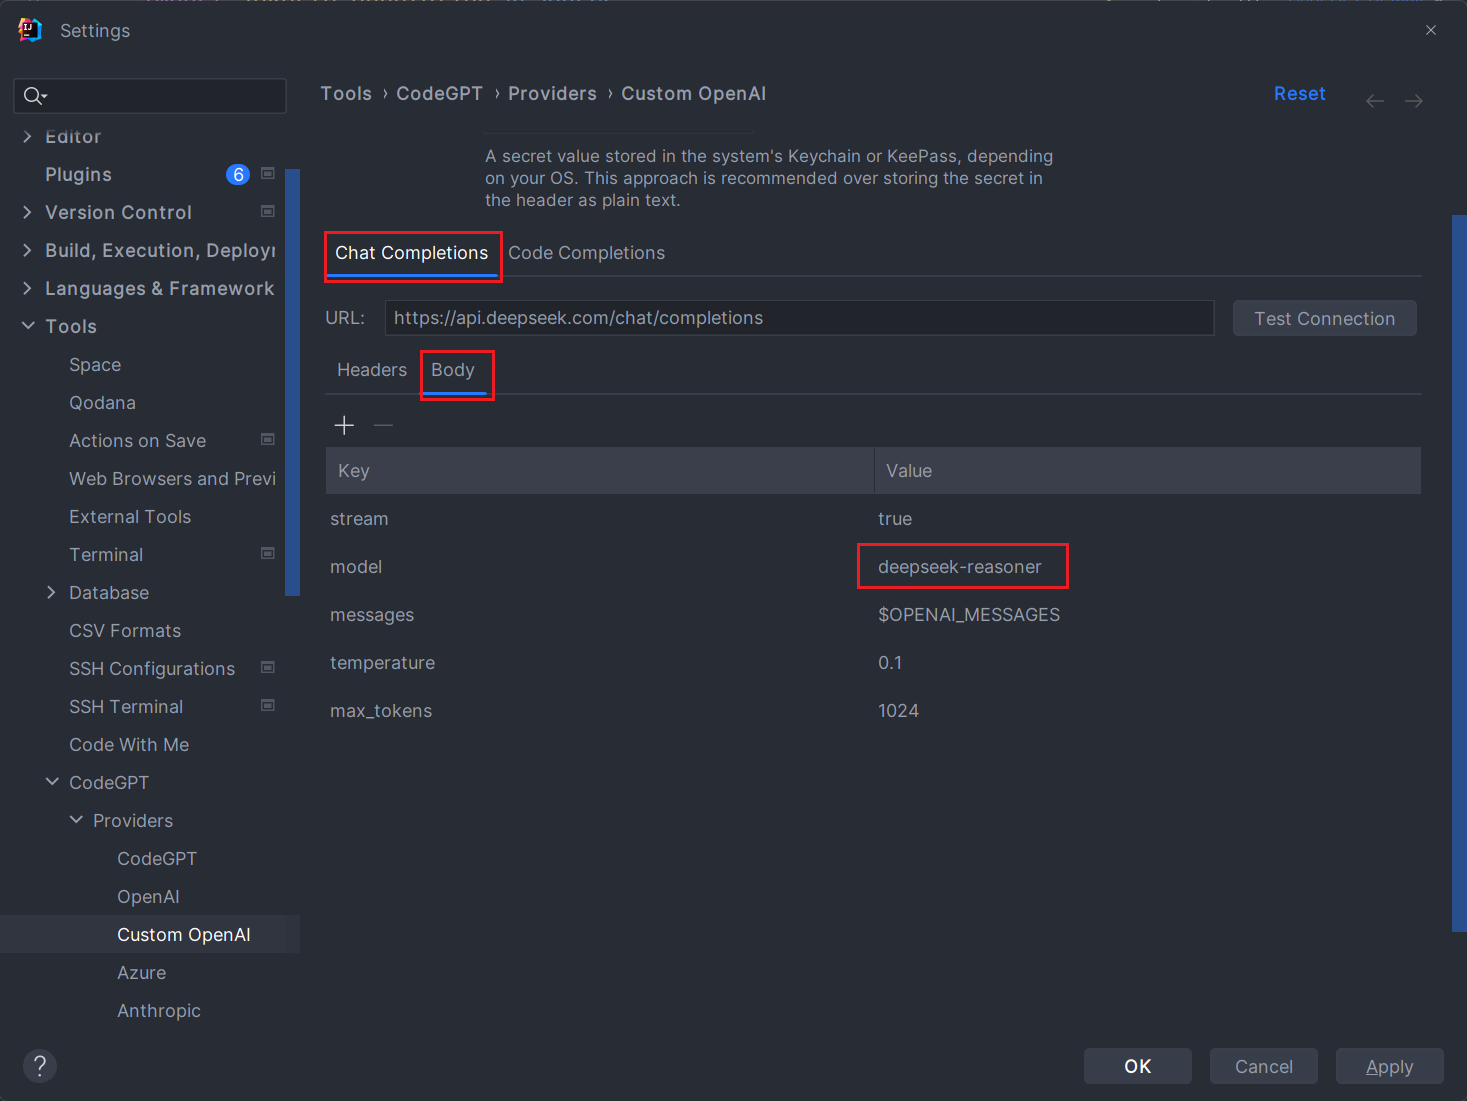 Settings
Tools › CodeGPT › Providers › Custom OpenAI
Reset
Editor
Plugins
6
Version Control
Build, Execution, Deployr
Languages & Framework
Tools
Space
Qodana
Actions on Save
Web Browsers and Previ
External Tools
Terminal
Database
CSV Formats
SSH Configurations
SSH Terminal
Code With Me
CodeGPT
Providers
CodeGPT
OpenAI
Custom OpenAI
Azure
Anthropic
A secret value stored in the system's Keychain or KeePass, depending
on your OS. This approach is recommended over storing the secret in
the header as plain text.
Chat Completions
Code Completions
URL:
https://api.deepseek.com/chat/completions
Test Connection
Headers
Body
Key
Value
stream
true
model
deepseek-reasoner
messages
$OPENAI_MESSAGES
temperature
0.1
max_tokens
1024
?
OK
Cancel
Apply